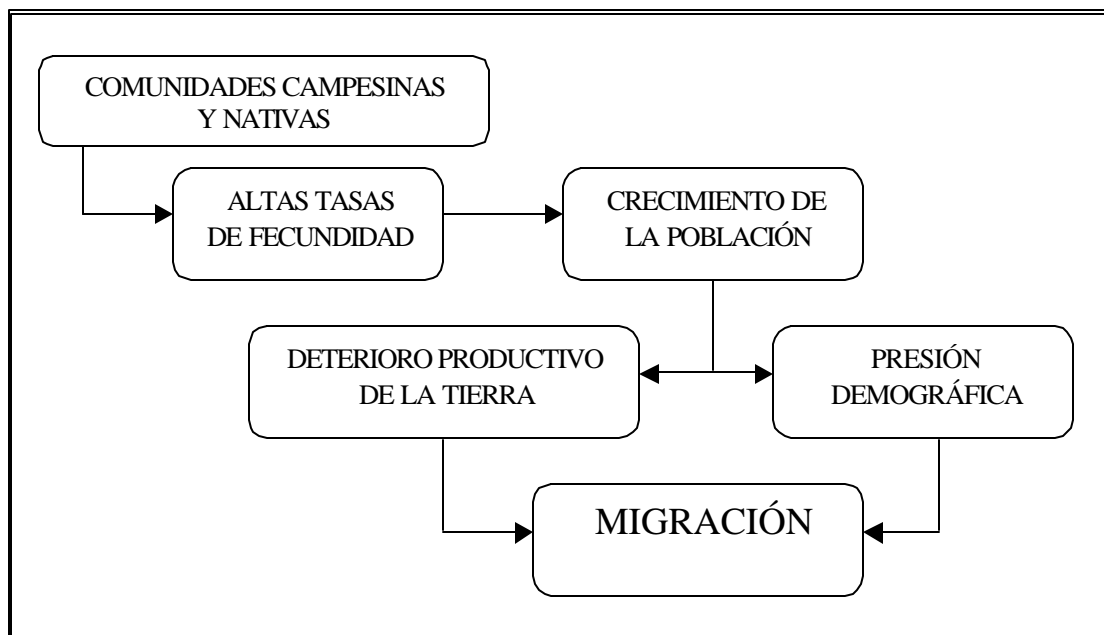 COMUNIDADES CAMPESINAS
Y NATIVAS
ALTAS TASAS
DE FECUNDIDAD
CRECIMIENTO DE
LA POBLACIÓN
DETERIORO PRODUCTIVO
DE LA TIERRA
PRESIÓN
DEMOGRÁFICA
MIGRACIÓN